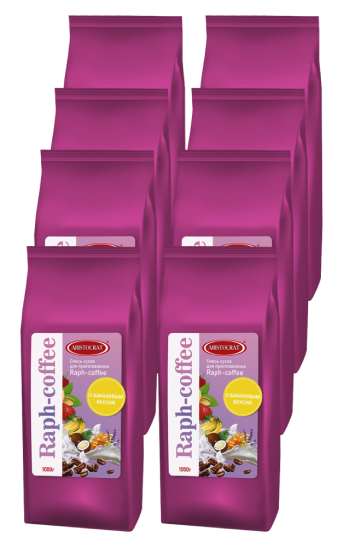 ARISTOCRAT
Смесь сухая
для приготовления
Raph-coffee
Raph-coffee
с банановым
вкусом
1000г
ARISTOCRAT
Смесь сухая
для приготовления
Raph-coffee
Raph-coffee
с банановым
вкусом
1000г